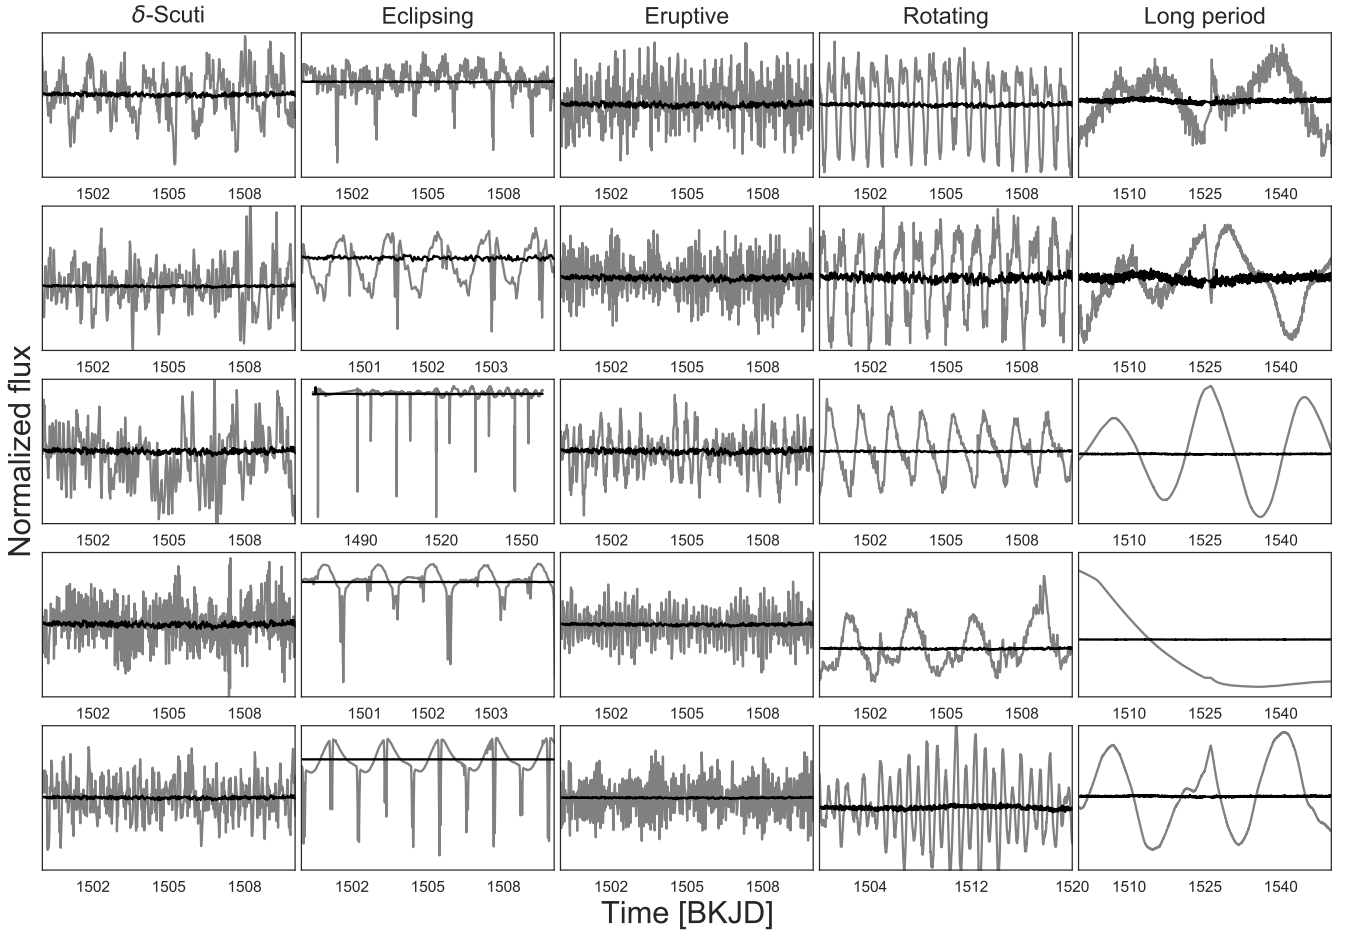 δ-Scuti Eclipsing Eruptive Rotating Long period
1502 1505 1508 1502 1505 1508 1502 1505 1508 1502 1505 1508 1510 1525 1540
1502 1505 1508 1501 1502 1503 1502 1505 1508 1502 1505 1508 1510 1525 1540
Normalized flux
1502 1505 1508 1490 1520 1550 1502 1505 1508 1502 1505 1508 1510 1525 1540
1502 1505 1508 1501 1502 1503 1502 1505 1508 1502 1505 1508 1510 1525 1540
1502 1505 1508 1502 1505 1508 1502 1505 1508 1504 1512 1520 1510 1525 1540
Time [BKJD]